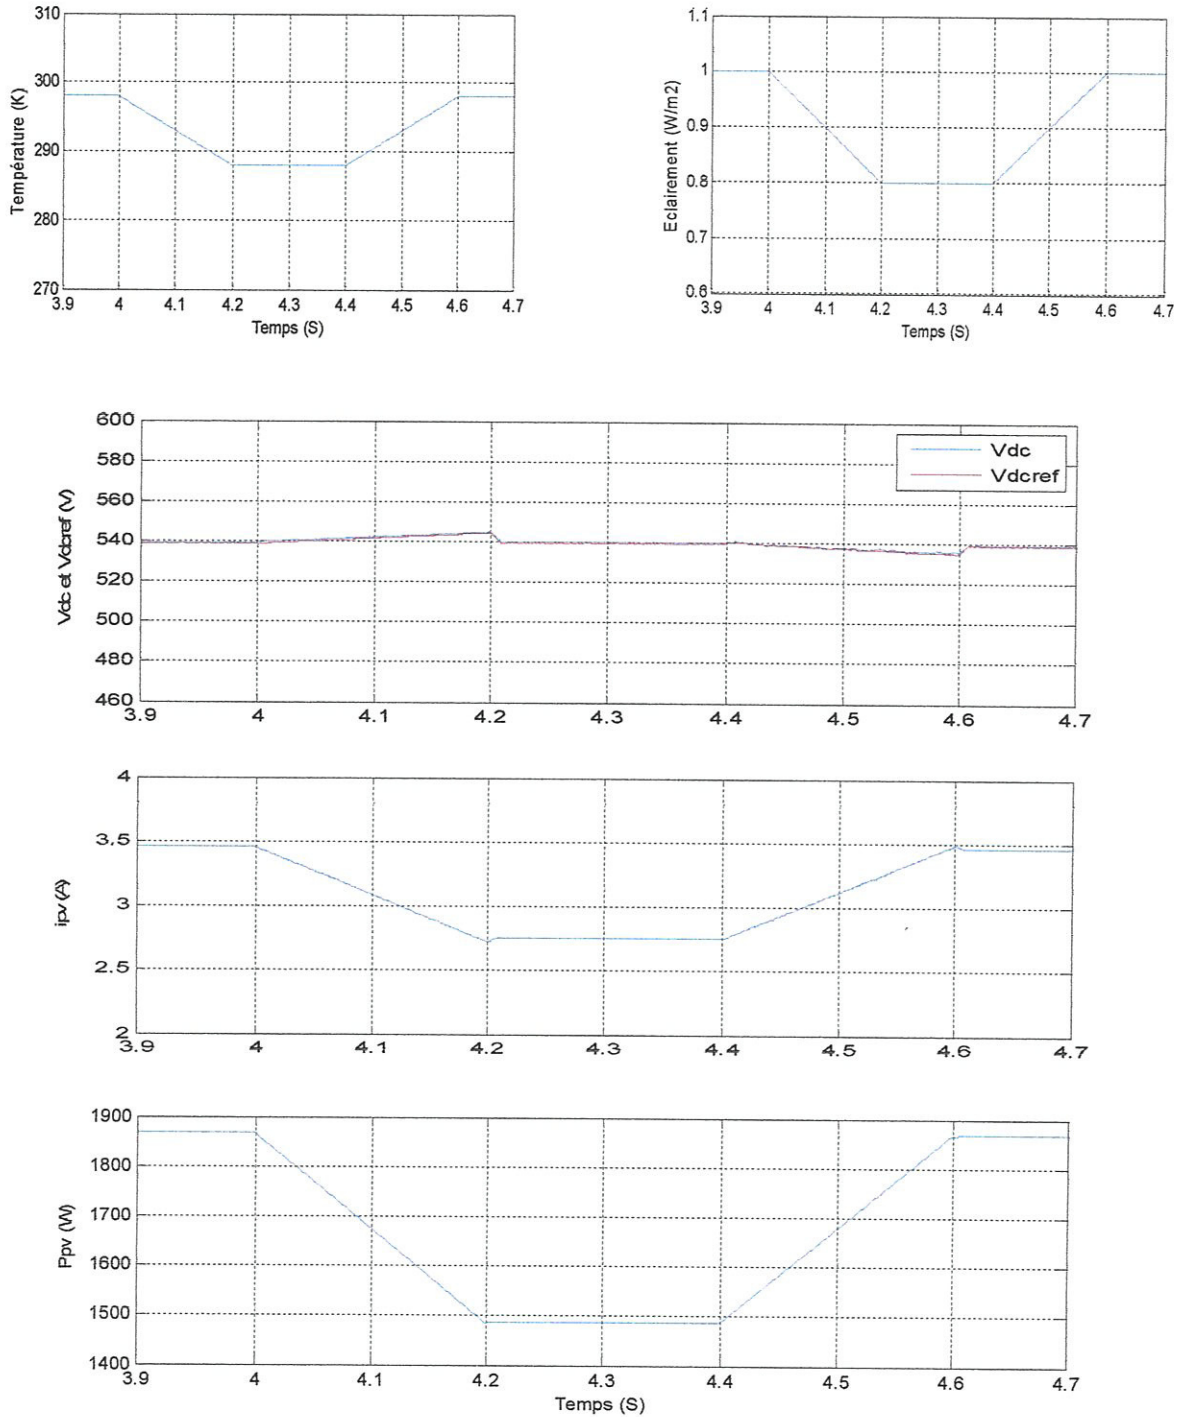 310
300
290
280
270
Température (K)
3.9 4 4.1 4.2 4.3 4.4 4.5 4.6 4.7
Temps (S)
1.1
1
0.9
0.8
0.7
0.6
Eclairement (W/m2)
3.9 4 4.1 4.2 4.3 4.4 4.5 4.6 4.7
Temps (S)
600
580
560
540
520
500
480
460
Vdc et Vdcref (V)
Vdc
Vdcref
3.9 4 4.1 4.2 4.3 4.4 4.5 4.6 4.7
4
3.5
3
2.5
2
ipv (A)
3.9 4 4.1 4.2 4.3 4.4 4.5 4.6 4.7
1900
1800
1700
1600
1500
1400
Ppv (W)
3.9 4 4.1 4.2 4.3 4.4 4.5 4.6 4.7
Temps (S)